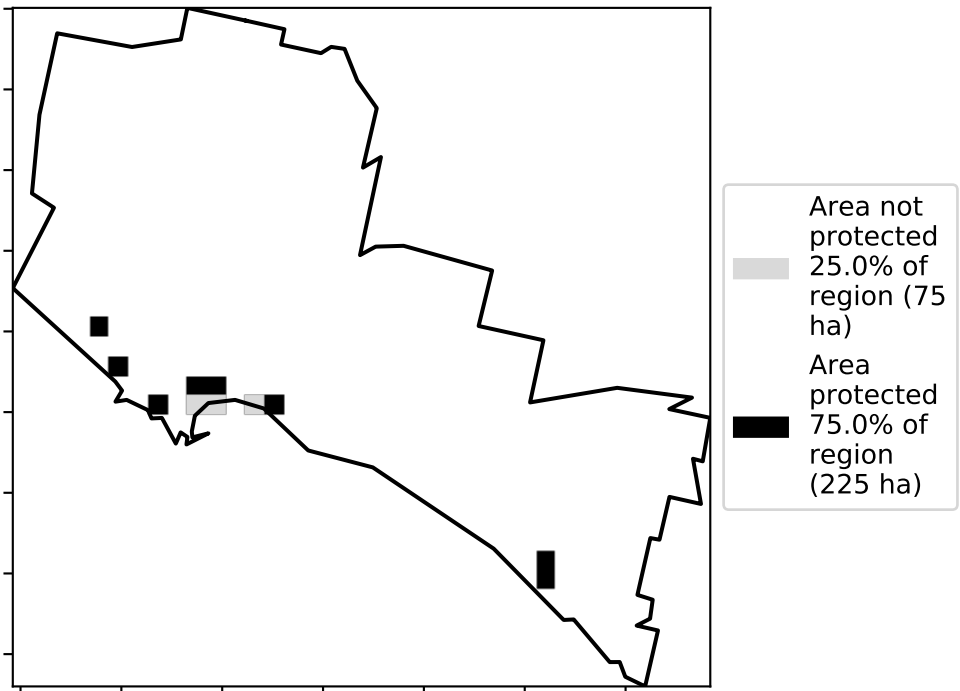 Area not
protected
25.0% of
region (75
ha)
Area
protected
75.0% of
region
(225 ha)